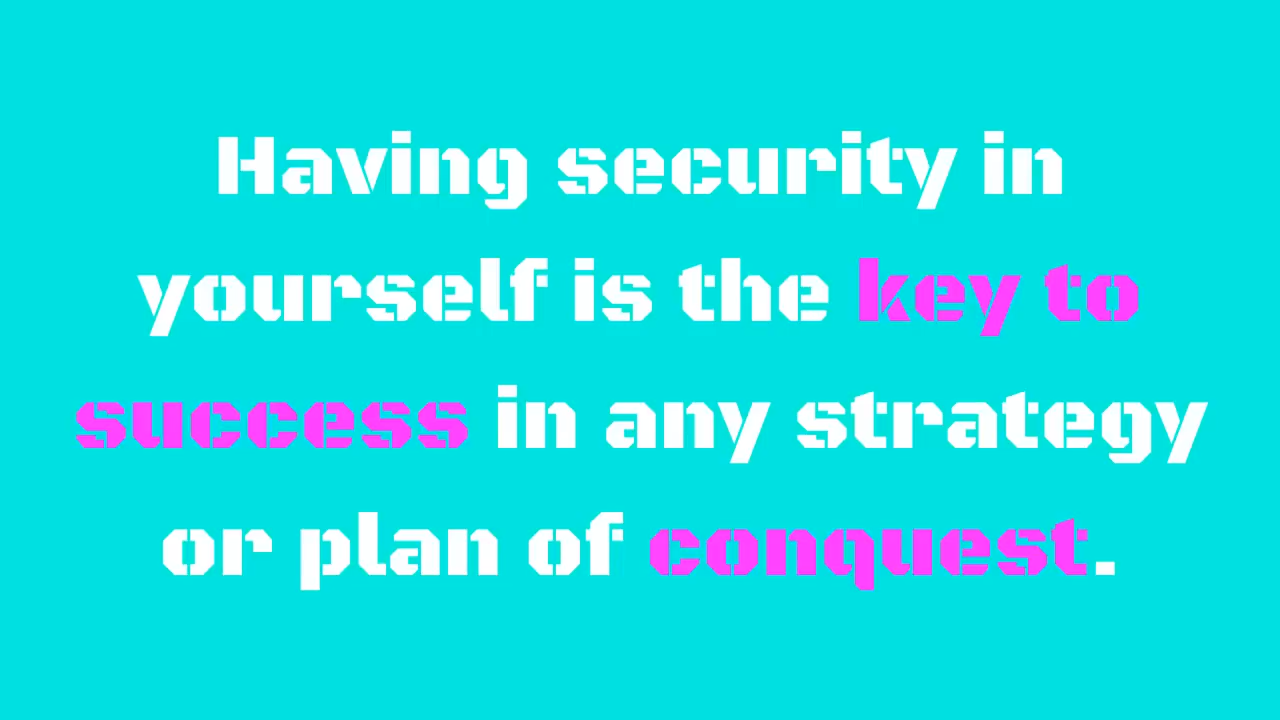 Having security in
yourself is the key to
success in any strategy
or plan of conquest.